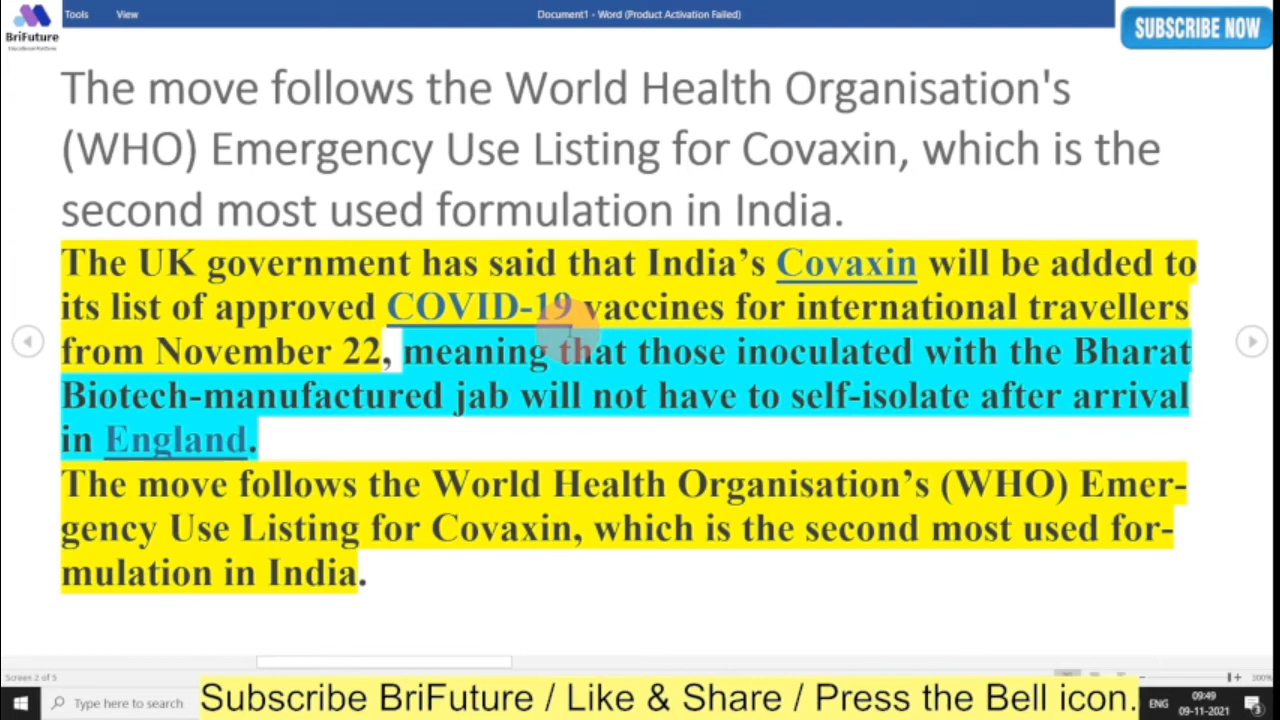 Tools View Document1 - Word (Product Activation Failed)
BriFuture
SUBSCRIBE NOW
The move follows the World Health Organisation's
(WHO) Emergency Use Listing for Covaxin, which is the
second most used formulation in India.
The UK government has said that India’s Covaxin will be added to
its list of approved COVID-19 vaccines for international travellers
from November 22, meaning that those inoculated with the Bharat
Biotech-manufactured jab will not have to self-isolate after arrival
in England.
The move follows the World Health Organisation’s (WHO) Emer-
gency Use Listing for Covaxin, which is the second most used for-
mulation in India.
Screen 2 of 5
Type here to search
Subscribe BriFuture / Like & Share / Press the Bell icon.
ENG
09:49
09-11-2021
3